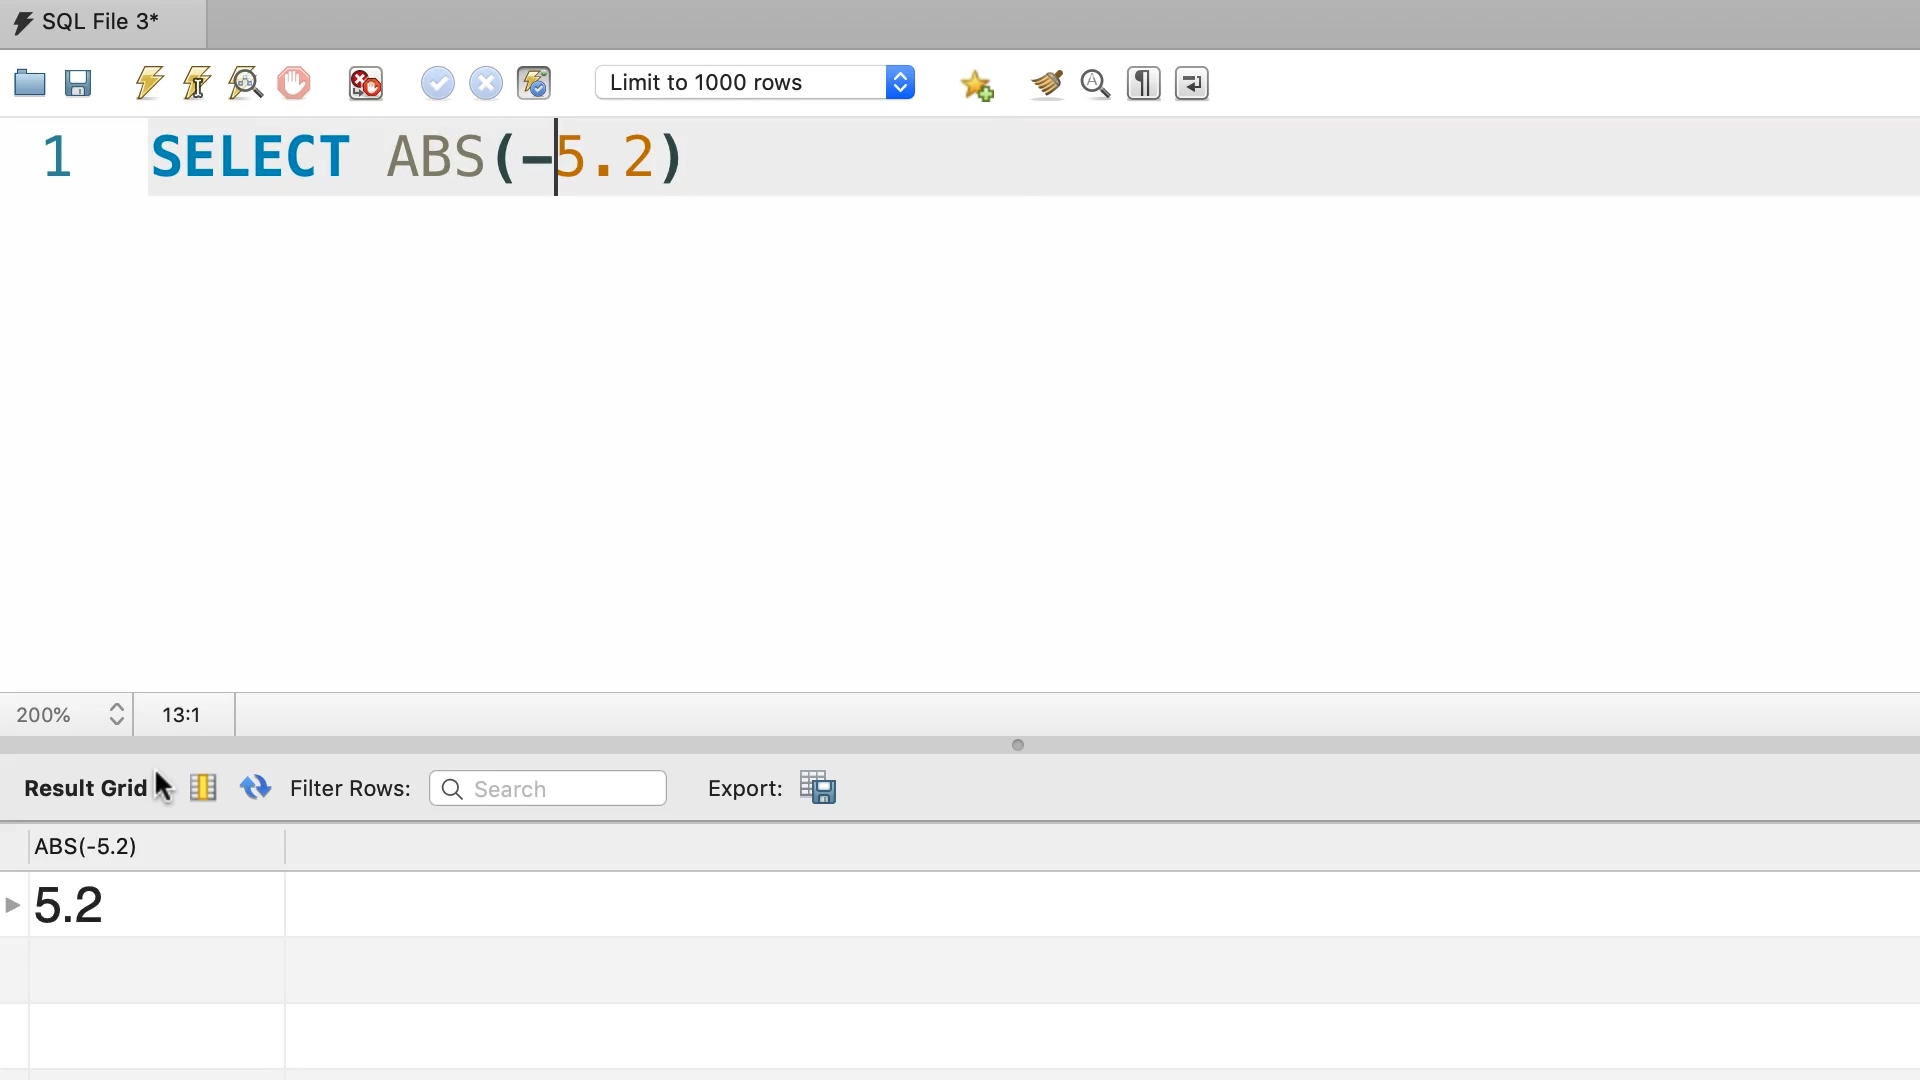 SQL File 3*
Limit to 1000 rows
1 SELECT ABS(-5.2)
200% 13:1
Result Grid Filter Rows: Search Export:
ABS(-5.2)
5.2